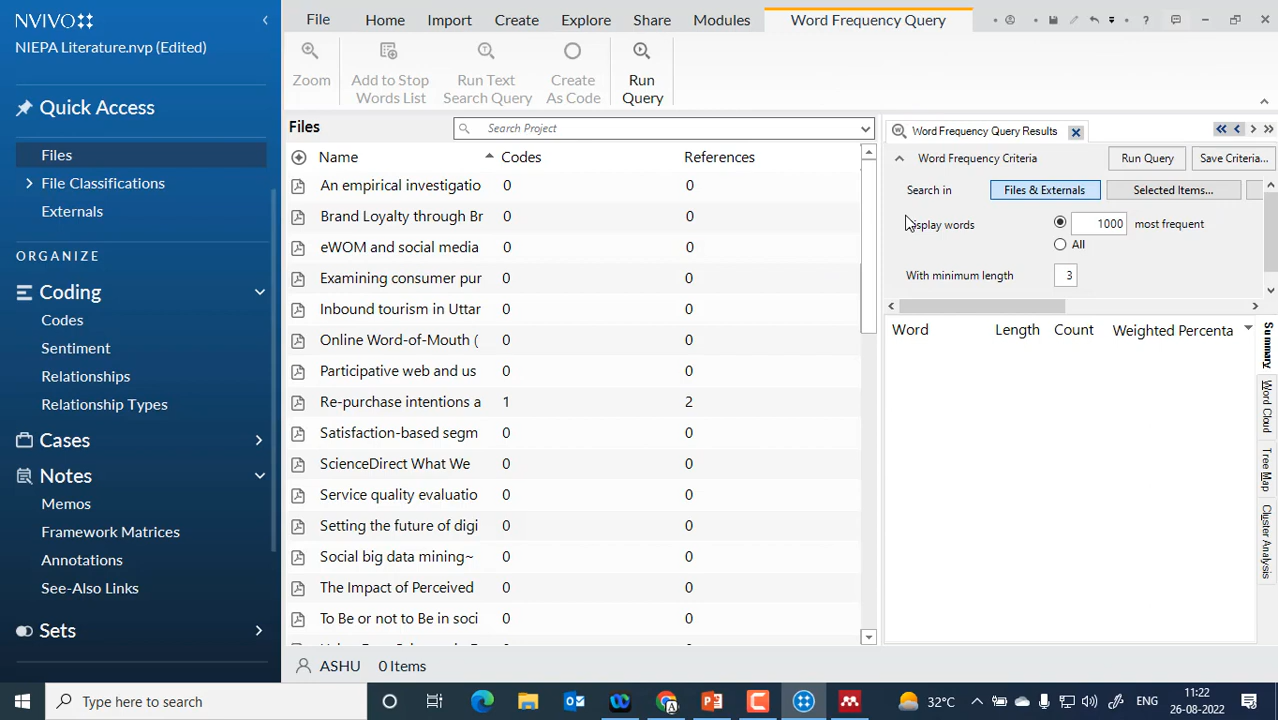 NVIVO
NIEPA Literature.nvp (Edited)
Quick Access
Files
File Classifications
Externals
ORGANIZE
Coding
Codes
Sentiment
Relationships
Relationship Types
Cases
Notes
Memos
Framework Matrices
Annotations
See-Also Links
Sets
File Home Import Create Explore Share Modules Word Frequency Query
Zoom
Add to Stop Words List
Run Text Search Query
Create As Code
Run Query
Files
Search Project
Name Codes References
An empirical investigatio 0 0
Brand Loyalty through Br 0 0
eWOM and social media 0 0
Examining consumer pur 0 0
Inbound tourism in Uttar 0 0
Online Word-of-Mouth ( 0 0
Participative web and us 0 0
Re-purchase intentions a 1 2
Satisfaction-based segm 0 0
ScienceDirect What We 0 0
Service quality evaluatio 0 0
Setting the future of digi 0 0
Social big data mining~ 0 0
The Impact of Perceived 0 0
To Be or not to Be in soci 0 0
Word Frequency Query Results
Word Frequency Criteria Run Query Save Criteria...
Search in Files & Externals Selected Items...
Display words 1000 most frequent
All
With minimum length 3
Word Length Count Weighted Percenta
Summary
Word Cloud
Tree Map
Cluster Analysis
ASHU 0 Items
Type here to search
32°C
ENG
11:22
26-08-2022